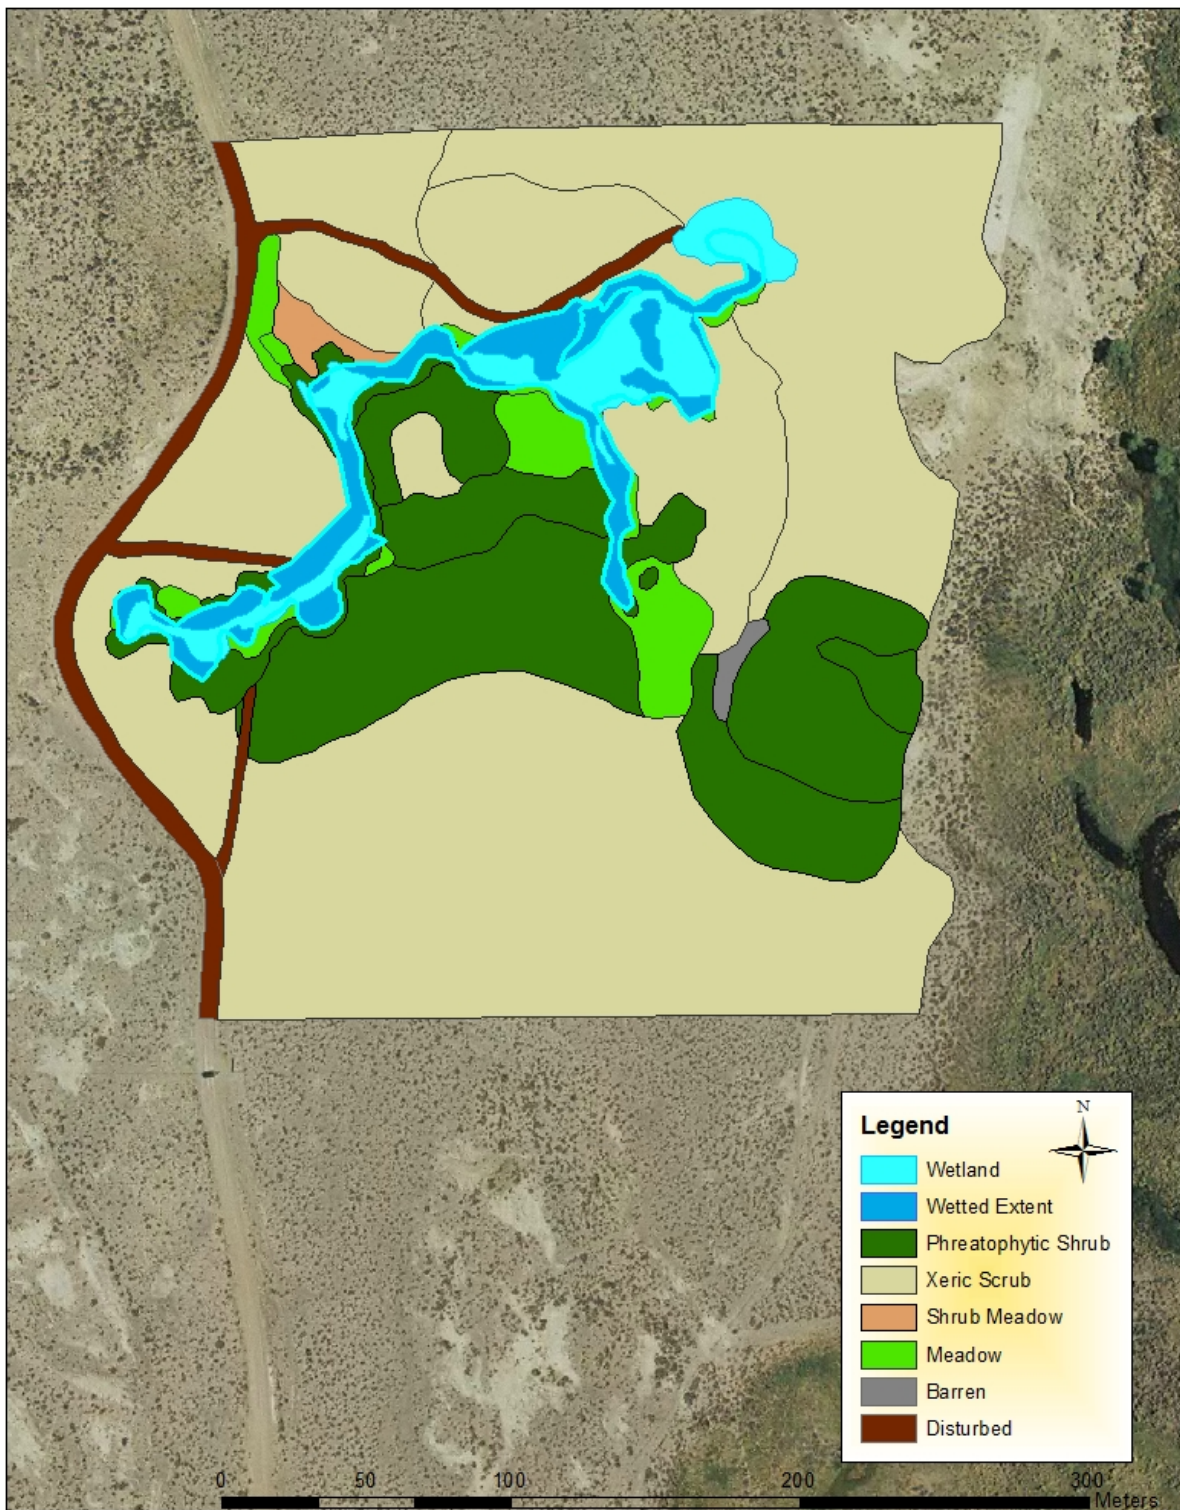 Legend
N
Wetland
Wetted Extent
Phreatophytic Shrub
Xeric Scrub
Shrub Meadow
Meadow
Barren
Disturbed
0 50 100 200 300
Meters